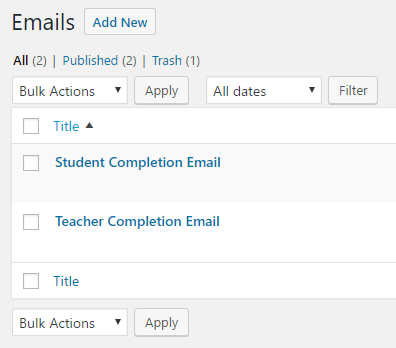 Emails Add New
All (2) | Published (2) | Trash (1)
Bulk Actions Apply All dates Filter
Title
Student Completion Email
Teacher Completion Email
Title
Bulk Actions Apply